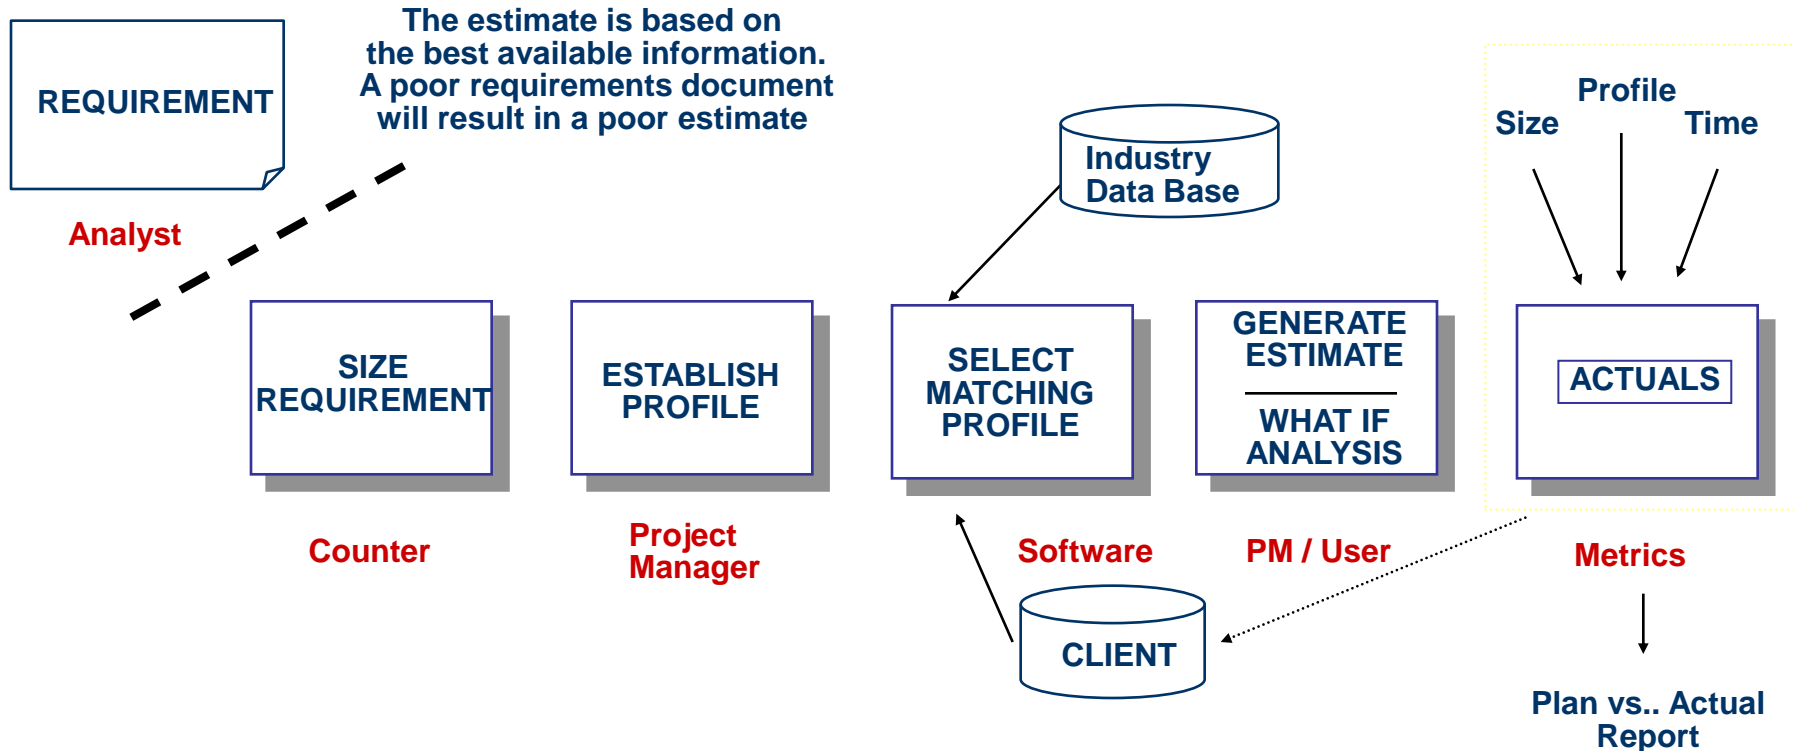 The estimate is based on
the best available information.
A poor requirements document
will result in a poor estimate
REQUIREMENT
Analyst
Industry
Data Base
Profile
Size
Time
SIZE
REQUIREMENT
ESTABLISH
PROFILE
SELECT
MATCHING
PROFILE
GENERATE
ESTIMATE
WHAT IF
ANALYSIS
ACTUALS
Counter
Project
Manager
Software
PM / User
Metrics
CLIENT
Plan vs.. Actual
Report